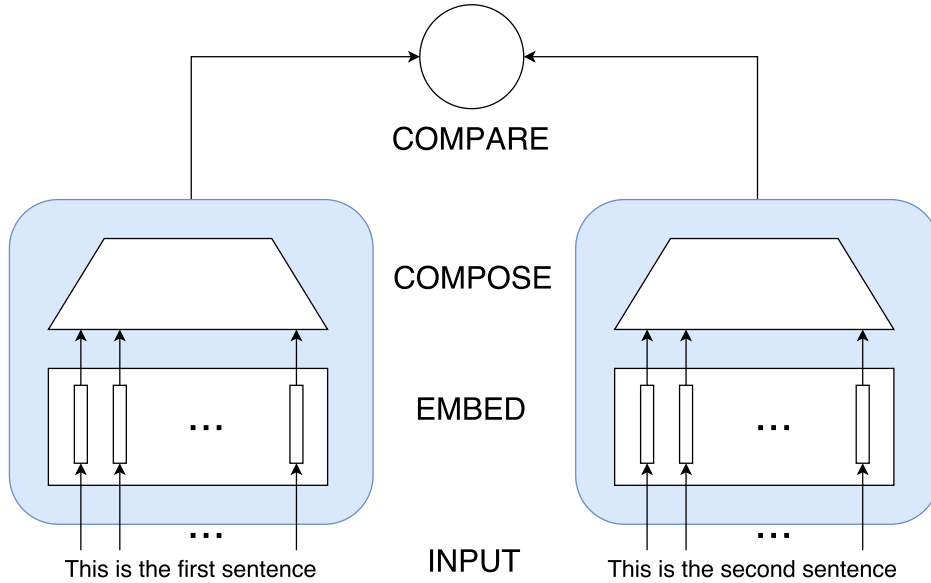 COMPARE
COMPOSE
EMBED
...
...
...
...
INPUT
This is the first sentence
This is the second sentence